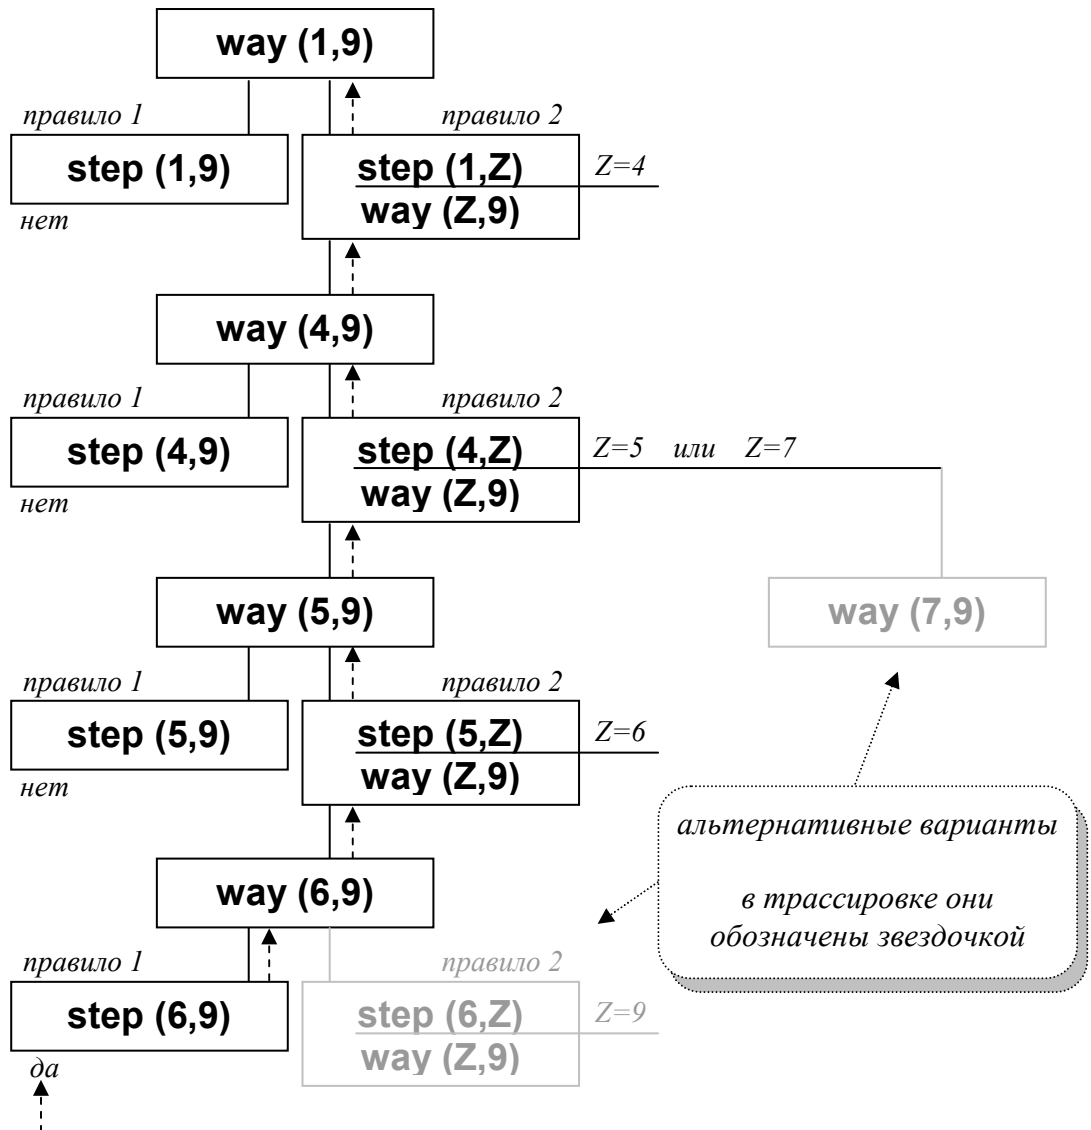 way (1,9)
правило 1
правило 2
step (1,9)
step (1,Z)
Z=4
way (Z,9)
нет
way (4,9)
правило 1
правило 2
step (4,9)
step (4,Z)
Z=5 или Z=7
way (Z,9)
нет
way (5,9)
way (7,9)
правило 1
правило 2
step (5,9)
step (5,Z)
Z=6
way (Z,9)
нет
альтернативные варианты
в трассировке они
обозначены звездочкой
way (6,9)
правило 1
правило 2
step (6,9)
step (6,Z)
Z=9
way (Z,9)
да